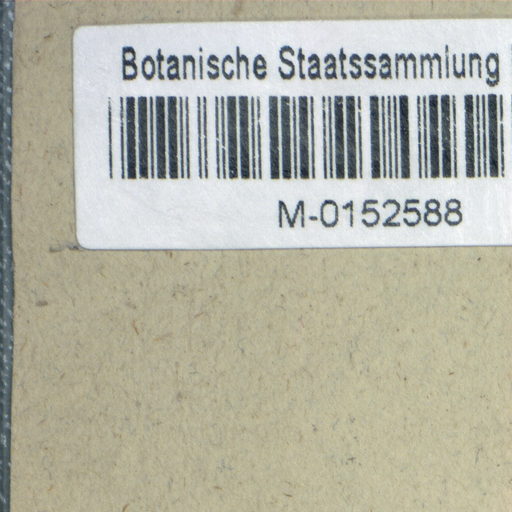 Botanische Staatssammlung
M-0152588